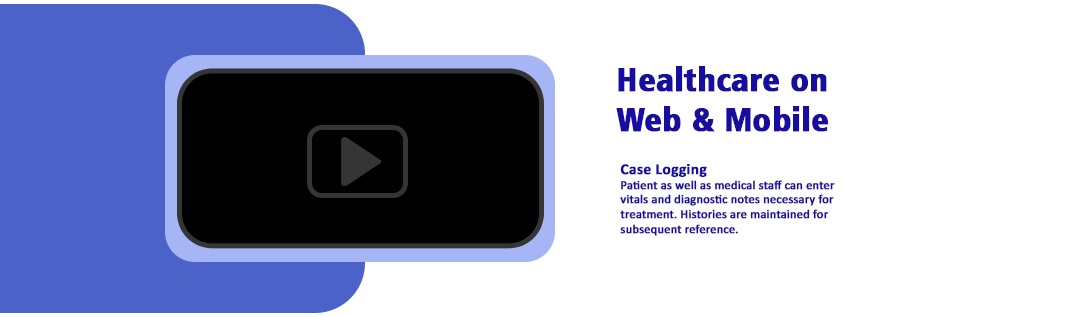 Healthcare on
Web & Mobile
Case Logging
Patient as well as medical staff can enter
vitals and diagnostic notes necessary for
treatment. Histories are maintained for
subsequent reference.